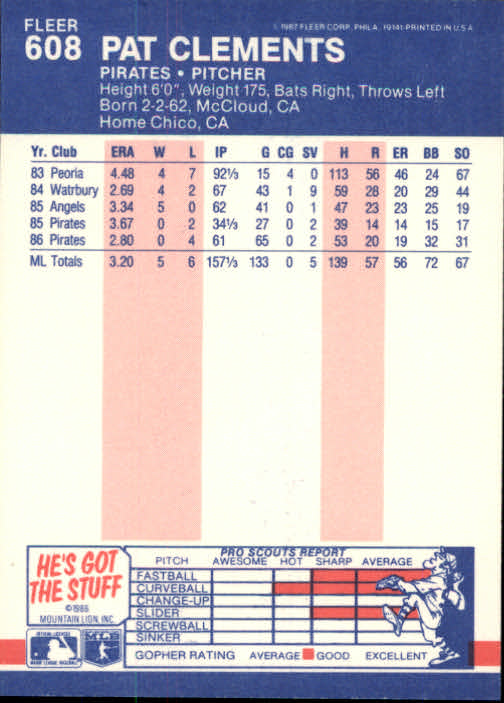 FLEER
608 PAT CLEMENTS
© 1987 FLEER CORP. PHILA. 19141-PRINTED IN U.S.A.
PIRATES • PITCHER
Height 6'0", Weight 175, Bats Right, Throws Left
Born 2-2-62, McCloud, CA
Home Chico, CA
Yr. Club ERA W L IP G CG SV H R ER BB SO
83 Peoria 4.48 4 7 92⅓ 15 4 0 113 56 46 24 67
84 Watrbury 2.69 4 2 67 43 1 9 59 28 20 29 44
85 Angels 3.34 5 0 62 41 0 1 47 23 23 25 19
85 Pirates 3.67 0 2 34⅓ 27 0 2 39 14 14 15 17
86 Pirates 2.80 0 4 61 65 0 2 53 20 19 32 31
ML Totals 3.20 5 6 157⅓ 133 0 5 139 57 56 72 67
HE'S GOT
THE STUFF
©1986
MOUNTAIN LION, INC.
PRO SCOUTS REPORT
PITCH AWESOME HOT SHARP AVERAGE
FASTBALL
CURVEBALL
CHANGE-UP
SLIDER
SCREWBALL
SINKER
GOPHER RATING AVERAGE GOOD EXCELLENT
OFFICIAL LICENSEE
MAJOR LEAGUE BASEBALL
MLB